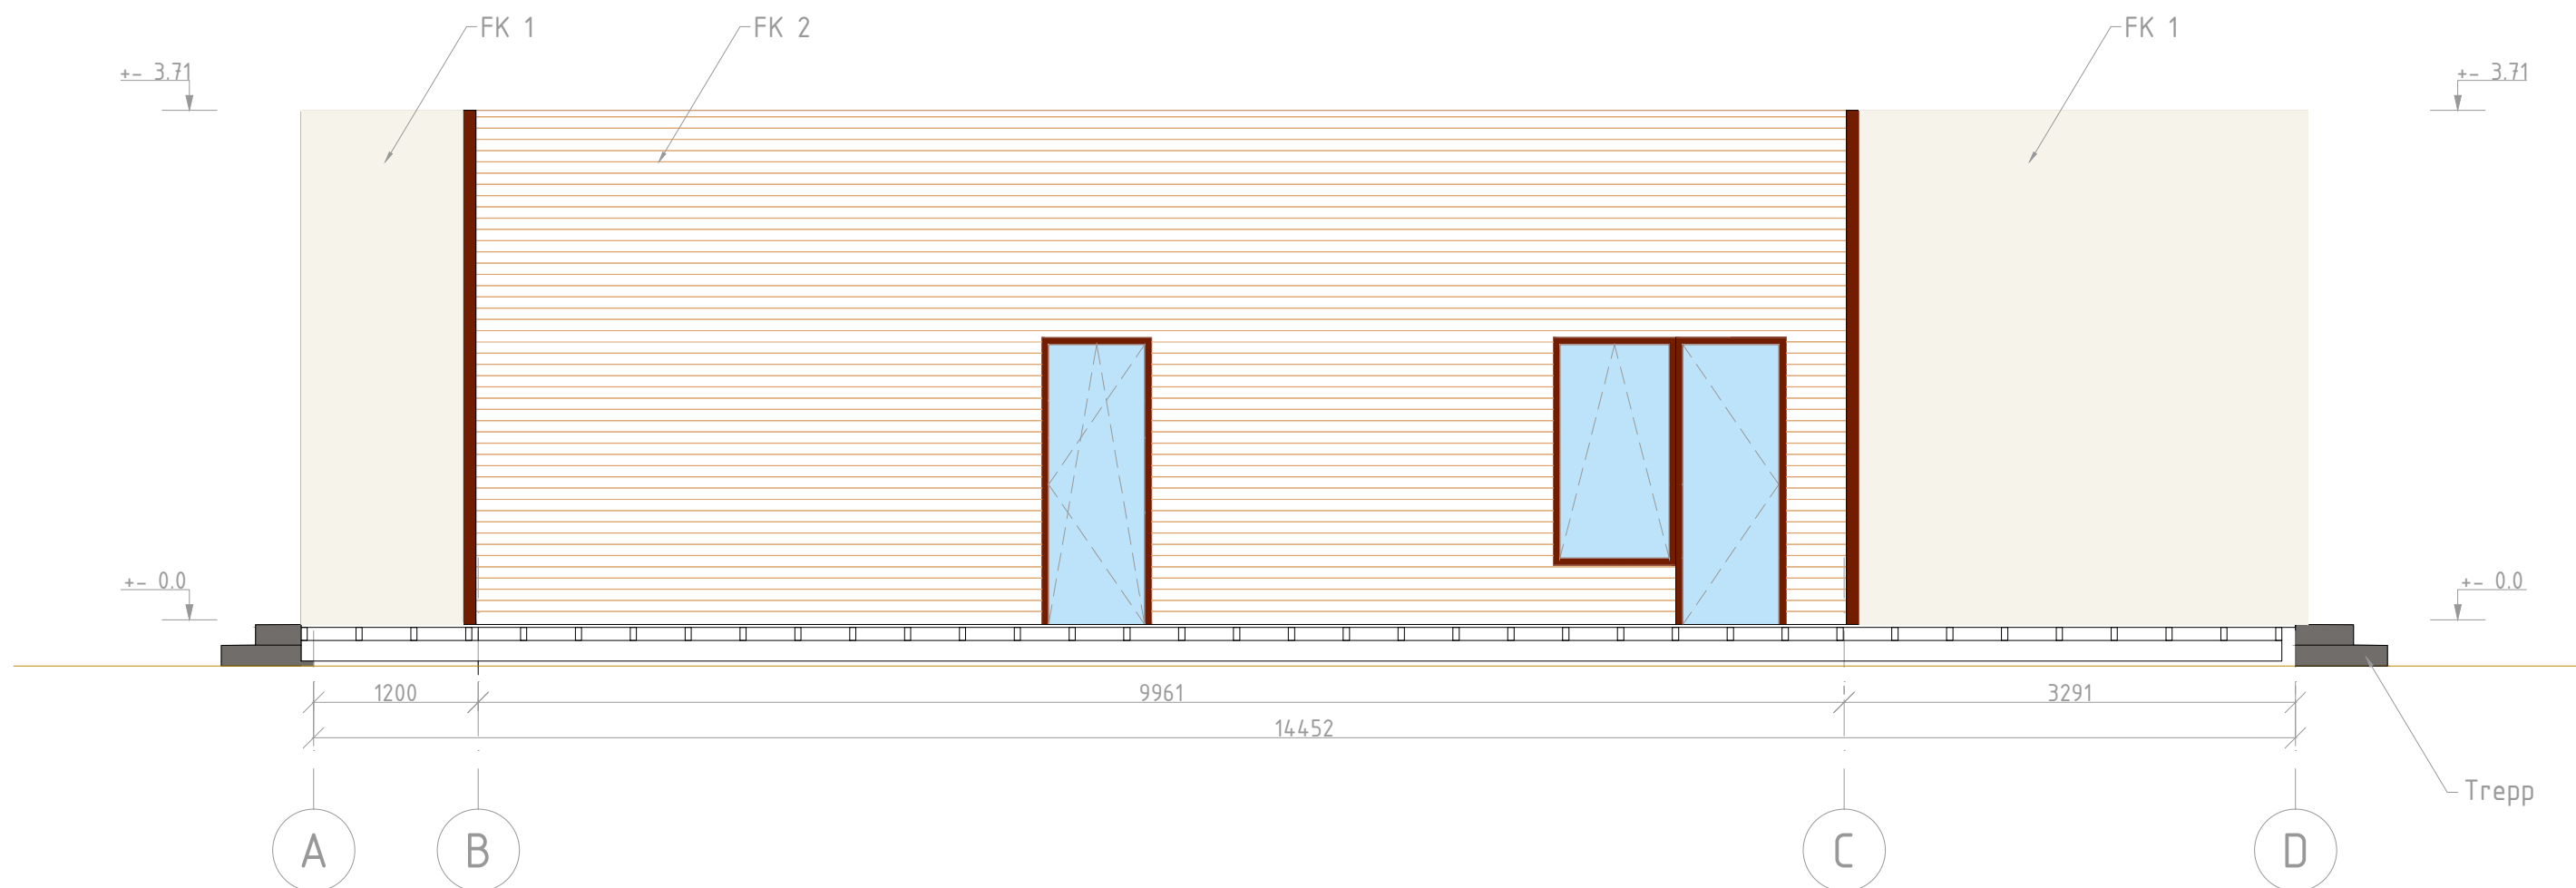 FK 1
FK 2
FK 1
+- 3.71
+- 3.71
+- 0.0
+- 0.0
1200
9961
3291
14452
Trepp
A
B
C
D